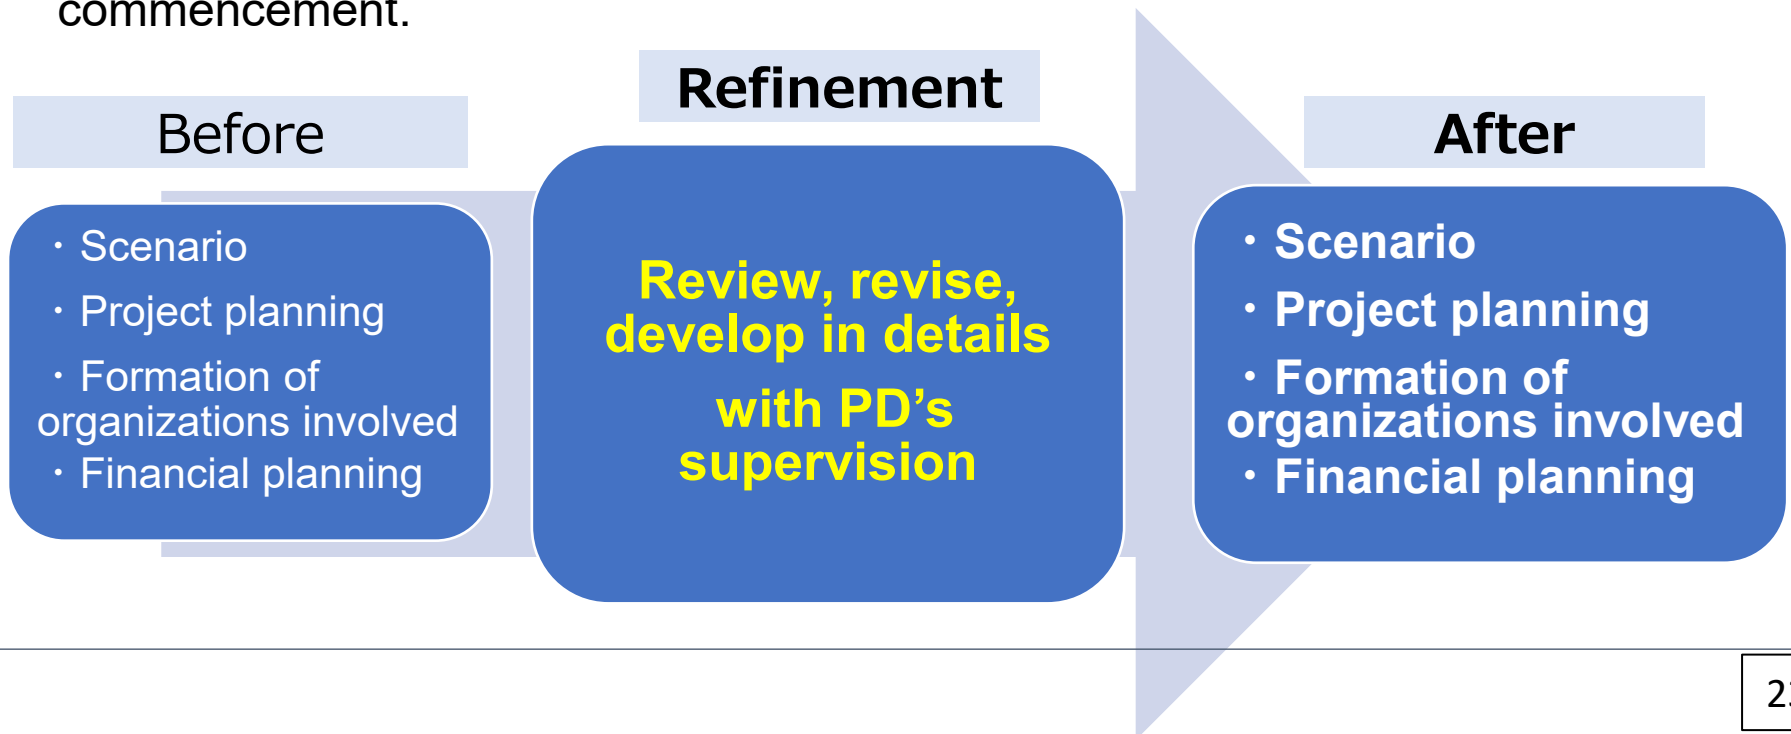 commencement.
Before
・Scenario
・Project planning
・Formation of
organizations involved
・Financial planning
Refinement
Review, revise,
develop in details
with PD’s
supervision
After
・Scenario
・Project planning
・Formation of
organizations involved
・Financial planning